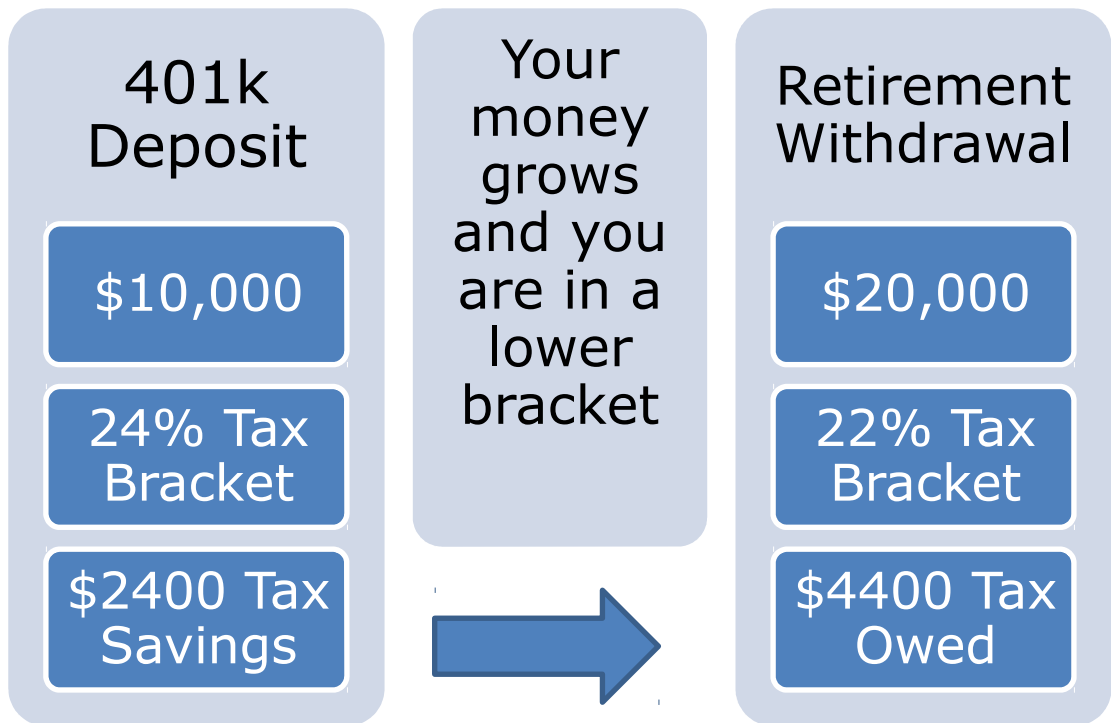 401k
Deposit
$10,000
24% Tax
Bracket
$2400 Tax
Savings
Your
money
grows
and you
are in a
lower
bracket
Retirement
Withdrawal
$20,000
22% Tax
Bracket
$4400 Tax
Owed